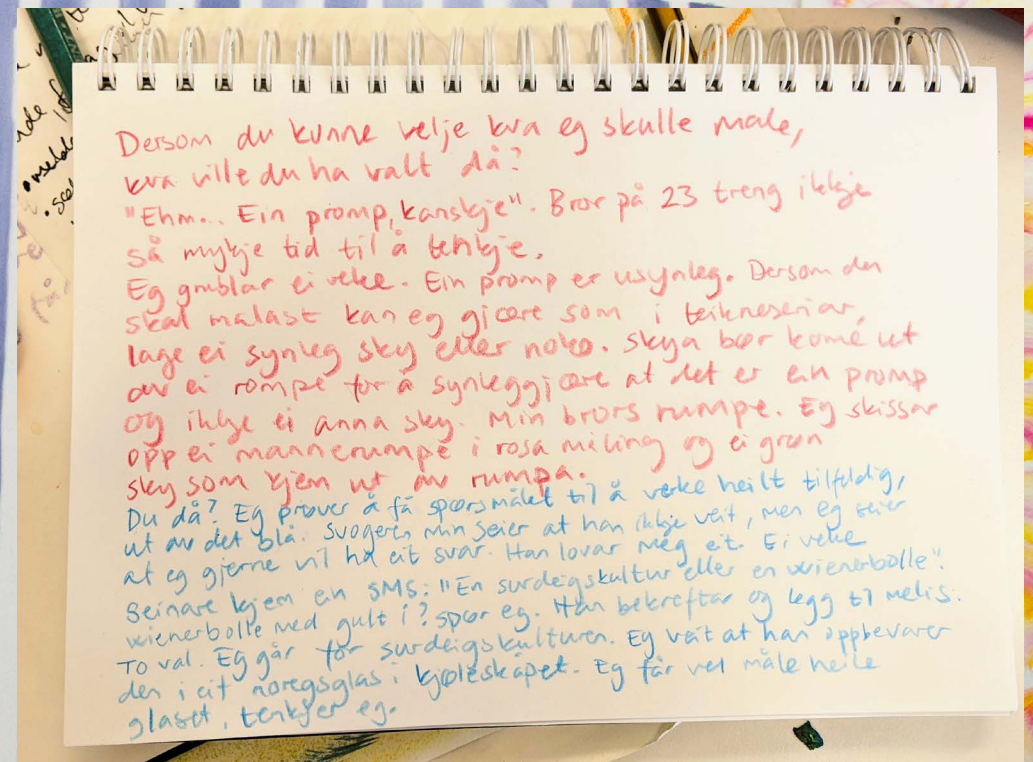 Dersom du kunne velje kva eg skulle male,
kva ville du ha valt då?
"Ehm... Ein promp, kanskje". Bror på 23 treng ikkje
så mykje tid til å tenkje.
Eg grublar ei veke. Ein promp er usynleg. Dersom den
skal malast kan eg gjøre som i teikneseriar,
lage ei synleg sky eller noko. Skya bør kome ut
av ei rompe for å synleggjøre at det er ein promp
og ikkje ei anna sky. Min brors rumpe. Eg skissar
opp ei mannerumpe i rosa måling og ei grøn
sky som kjem ut av rumpa.
Du då? Eg prøver å få spørsmålet til å verke heilt tilfeldig,
ut av det blå. Svogeren min seier at han ikkje veit, men eg seier
at eg gjerne vil ha eit svar. Han lovar meg eit. Ei veke
seinare kjem en SMS: "En surdeigskultur eller en wienerbolle".
wienerbolle med gult i? spør eg. Han bekreftar og legg til melis.
To val. Eg går for surdeigskulturen. Eg veit at han oppbevarer
den i eit noregsglas i kjøleskåpet. Eg får vel måle heile
glaset, tenkjer eg.